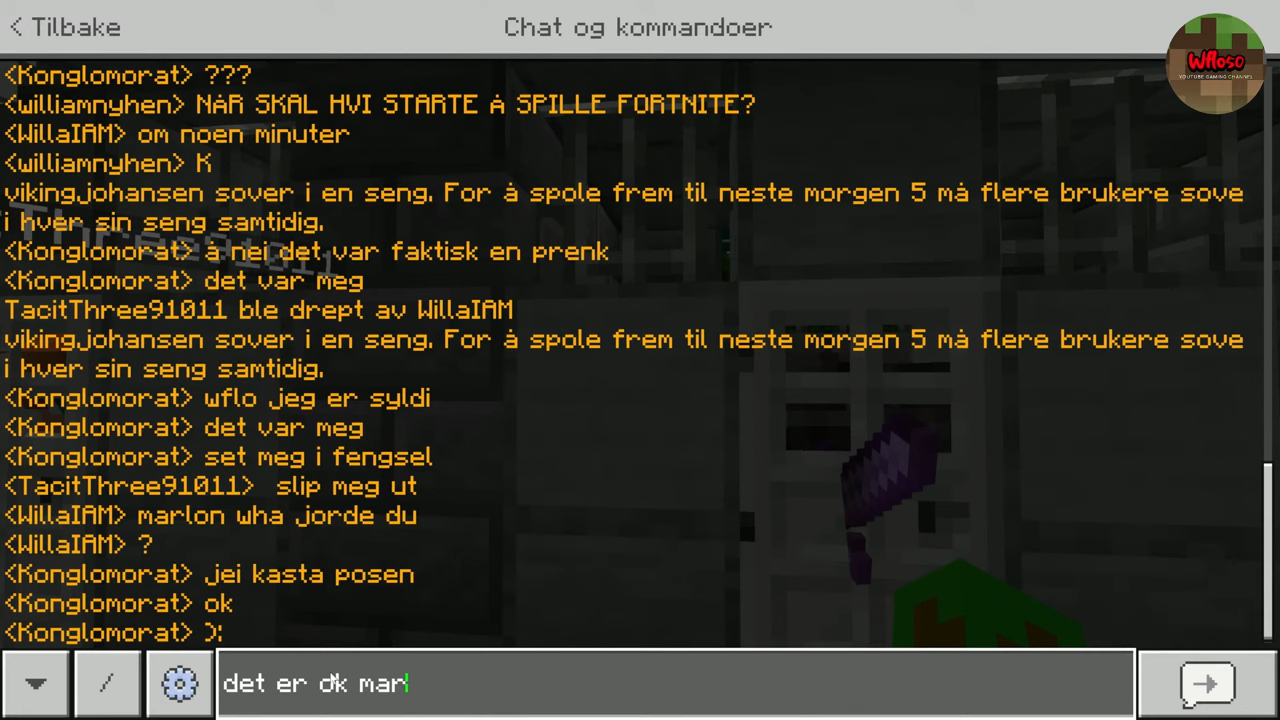 < Tilbake
Chat og kommandoer
Wfloso
YOUTUBE GAMING CHANNEL
<Konglomorat> ???
<williamnyhen> NÅR SKAL HVI STARTE Å SPILLE FORTNITE?
<WillaIAM> om noen minuter
<williamnyhen> K
vikingjohansen sover i en seng. For å spole frem til neste morgen 5 må flere brukere sove
i hver sin seng samtidig.
<Konglomorat> å nei det var faktisk en prenk
<Konglomorat> det var meg
TacitThree91011 ble drept av WillaIAM
vikingjohansen sover i en seng. For å spole frem til neste morgen 5 må flere brukere sove
i hver sin seng samtidig.
<Konglomorat> wflo jeg er syldi
<Konglomorat> det var meg
<Konglomorat> set meg i fengsel
<TacitThree91011>  slip meg ut
<WillaIAM> marlon wha jorde du
<WillaIAM> ?
<Konglomorat> jei kasta posen
<Konglomorat> ok
<Konglomorat> ):
/
det er ok mar